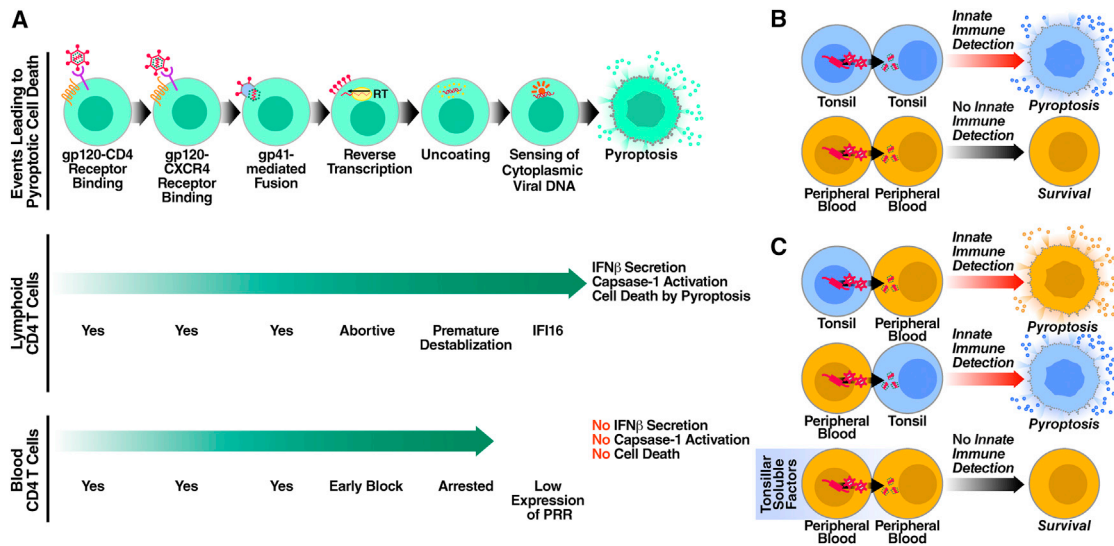 A
Events Leading to
Pyroptotic Cell Death
RT
gp120-CD4
Receptor
Binding
gp120-
CXCR4
Receptor
Binding
gp41-
mediated
Fusion
Reverse
Transcription
Uncoating
Sensing of
Cytoplasmic
Viral DNA
Pyroptosis
Lymphoid
CD4 T Cells
IFNβ Secretion
Capsase-1 Activation
Cell Death by Pyroptosis
Yes
Yes
Yes
Abortive
Premature
Destablization
IFI16
Blood
CD4 T Cells
No IFNβ Secretion
No Capsase-1 Activation
No Cell Death
Yes
Yes
Yes
Early Block
Arrested
Low
Expression
of PRR
B
Tonsil
Tonsil
Innate
Immune
Detection
Pyroptosis
Peripheral
Blood
Peripheral
Blood
No Innate
Immune
Detection
Survival
C
Tonsil
Peripheral
Blood
Innate
Immune
Detection
Pyroptosis
Peripheral
Blood
Tonsil
Innate
Immune
Detection
Pyroptosis
Tonsillar
Soluble
Factors
Peripheral
Blood
Peripheral
Blood
No Innate
Immune
Detection
Survival